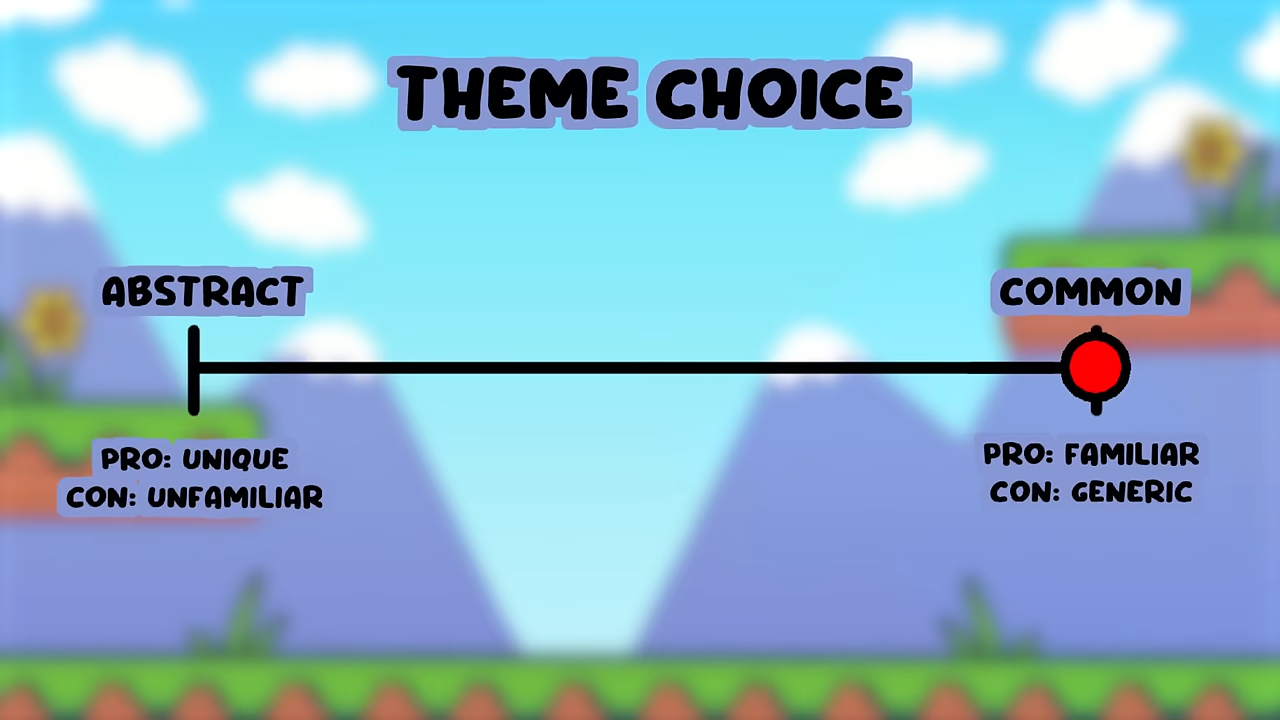 THEME CHOICE
ABSTRACT
COMMON
PRO: UNIQUE
CON: UNFAMILIAR
PRO: FAMILIAR
CON: GENERIC